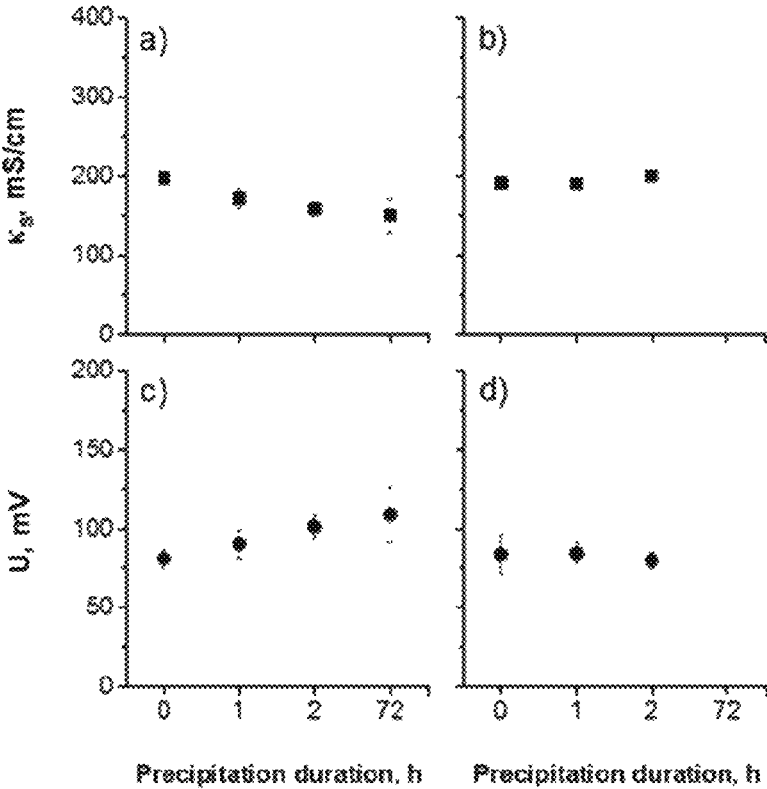 400 a) b)
300
κs, mS/cm
200
100
0
200 c) d)
150
U, mV
100
50
0
0 1 2 72 0 1 2 72
Precipitation duration, h Precipitation duration, h